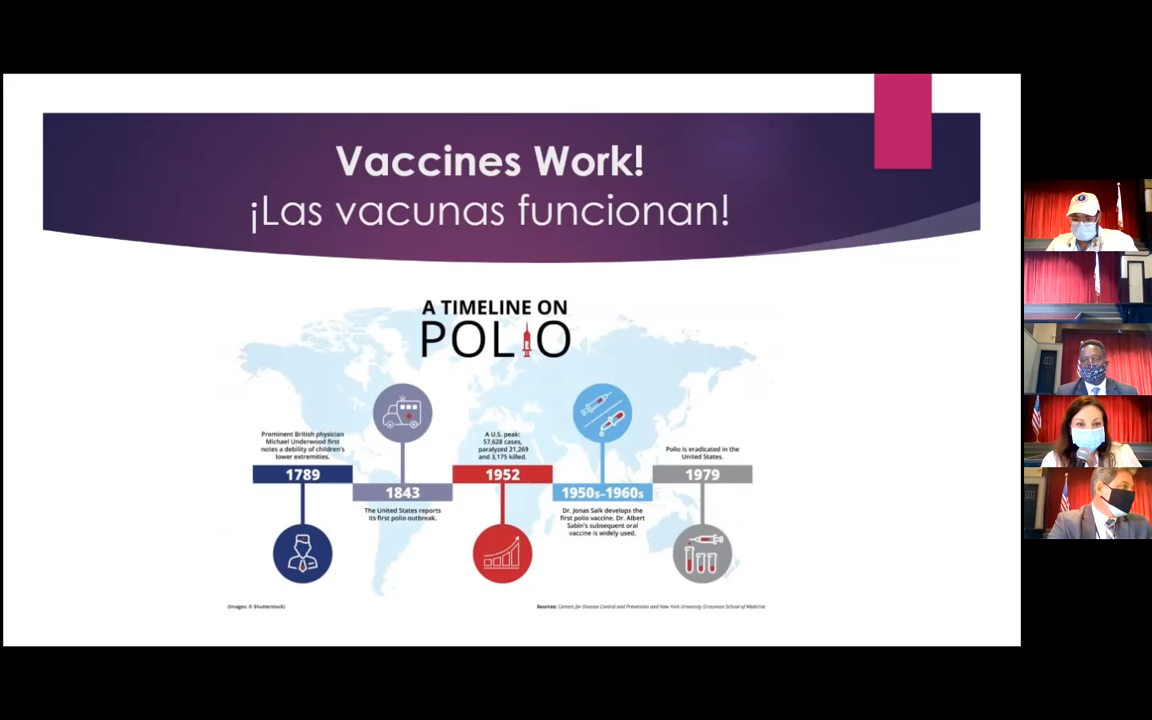 Vaccines Work!
¡Las vacunas funcionan!
A TIMELINE ON
POLIO
Prominent British physician
Michael Underwood first
notes a debility of children's
lower extremities.
1789
1843
The United States reports
its first polio outbreak.
A U.S. peak:
57,628 cases,
paralyzed 21,269
and 3,175 killed.
1952
1950s–1960s
Dr. Jonas Salk develops the
first polio vaccine. Dr. Albert
Sabin's subsequent oral
vaccine is widely used.
Polio is eradicated in the
United States.
1979
(Images: © Shutterstock)
Sources: Centers for Disease Control and Prevention and New York University Grossman School of Medicine